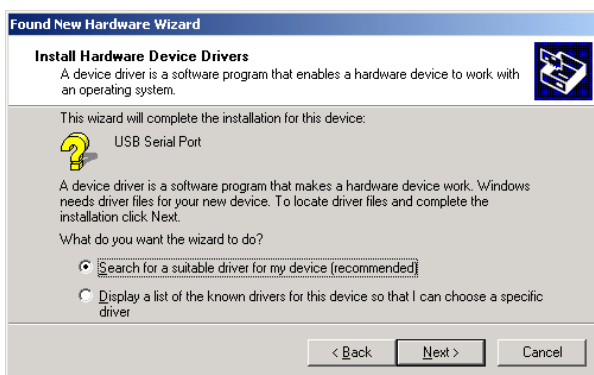 Found New Hardware Wizard
Install Hardware Device Drivers
A device driver is a software program that enables a hardware device to work with
an operating system.
This wizard will complete the installation for this device:
USB Serial Port
A device driver is a software program that makes a hardware device work. Windows
needs driver files for your new device. To locate driver files and complete the
installation click Next.
What do you want the wizard to do?
Search for a suitable driver for my device (recommended)
Display a list of the known drivers for this device so that I can choose a specific
driver
< Back Next > Cancel